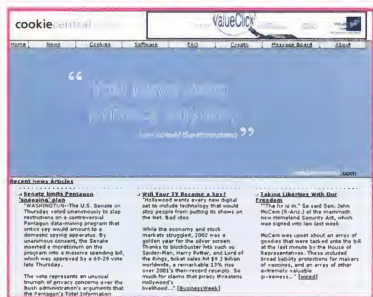 cookiecentral
ValueClick
Home News Cookies Software FAQ Crypto Message Board About
Recent News Articles
Senate limits Pentagon 'snooping' plan
"WASHINGTON--The U.S. Senate on
Thursday voted unanimously to slap
restrictions on a controversial
Pentagon data-mining program that
critics say would amount to a
domestic spying apparatus. By
unanimous consent, the Senate
inserted a moratorium on the
program into a massive spending bill,
which was approved by a 69-29 vote
late Thursday.
The vote represents an unusual
triumph of privacy concerns over the
Bush administration's arguments that
the Pentagon's Total Information
Will Your TV Become a Spy?
"Hollywood wants every new digital
set to include technology that would
stop people from putting its shows on
the Net. Bad idea
While the economy and stock
markets struggled, 2002 was a
golden year for the silver screen.
Thanks to blockbuster hits such as
Spider-Man, Harry Potter, and Lord of
the Rings, ticket sales hit $9.3 billion
worldwide, a remarkable 13% rise
over 2001's then-record receipts. So
much for claims that piracy threatens
Hollywood's
livelihood..." [BusinessWeek]
Taking Liberties With Our
Freedom
"The fix is in." So said Sen. John
McCain (R-Ariz.) of the mammoth
new Homeland Security Act, which
was signed into law last week.
McCain was upset about an array of
goodies that were tacked onto the bill
at the last minute by the House of
Representatives. These included
broad liability protections for makers
of vaccines, and an array of other
extremely valuable
giveaways..." [wired]